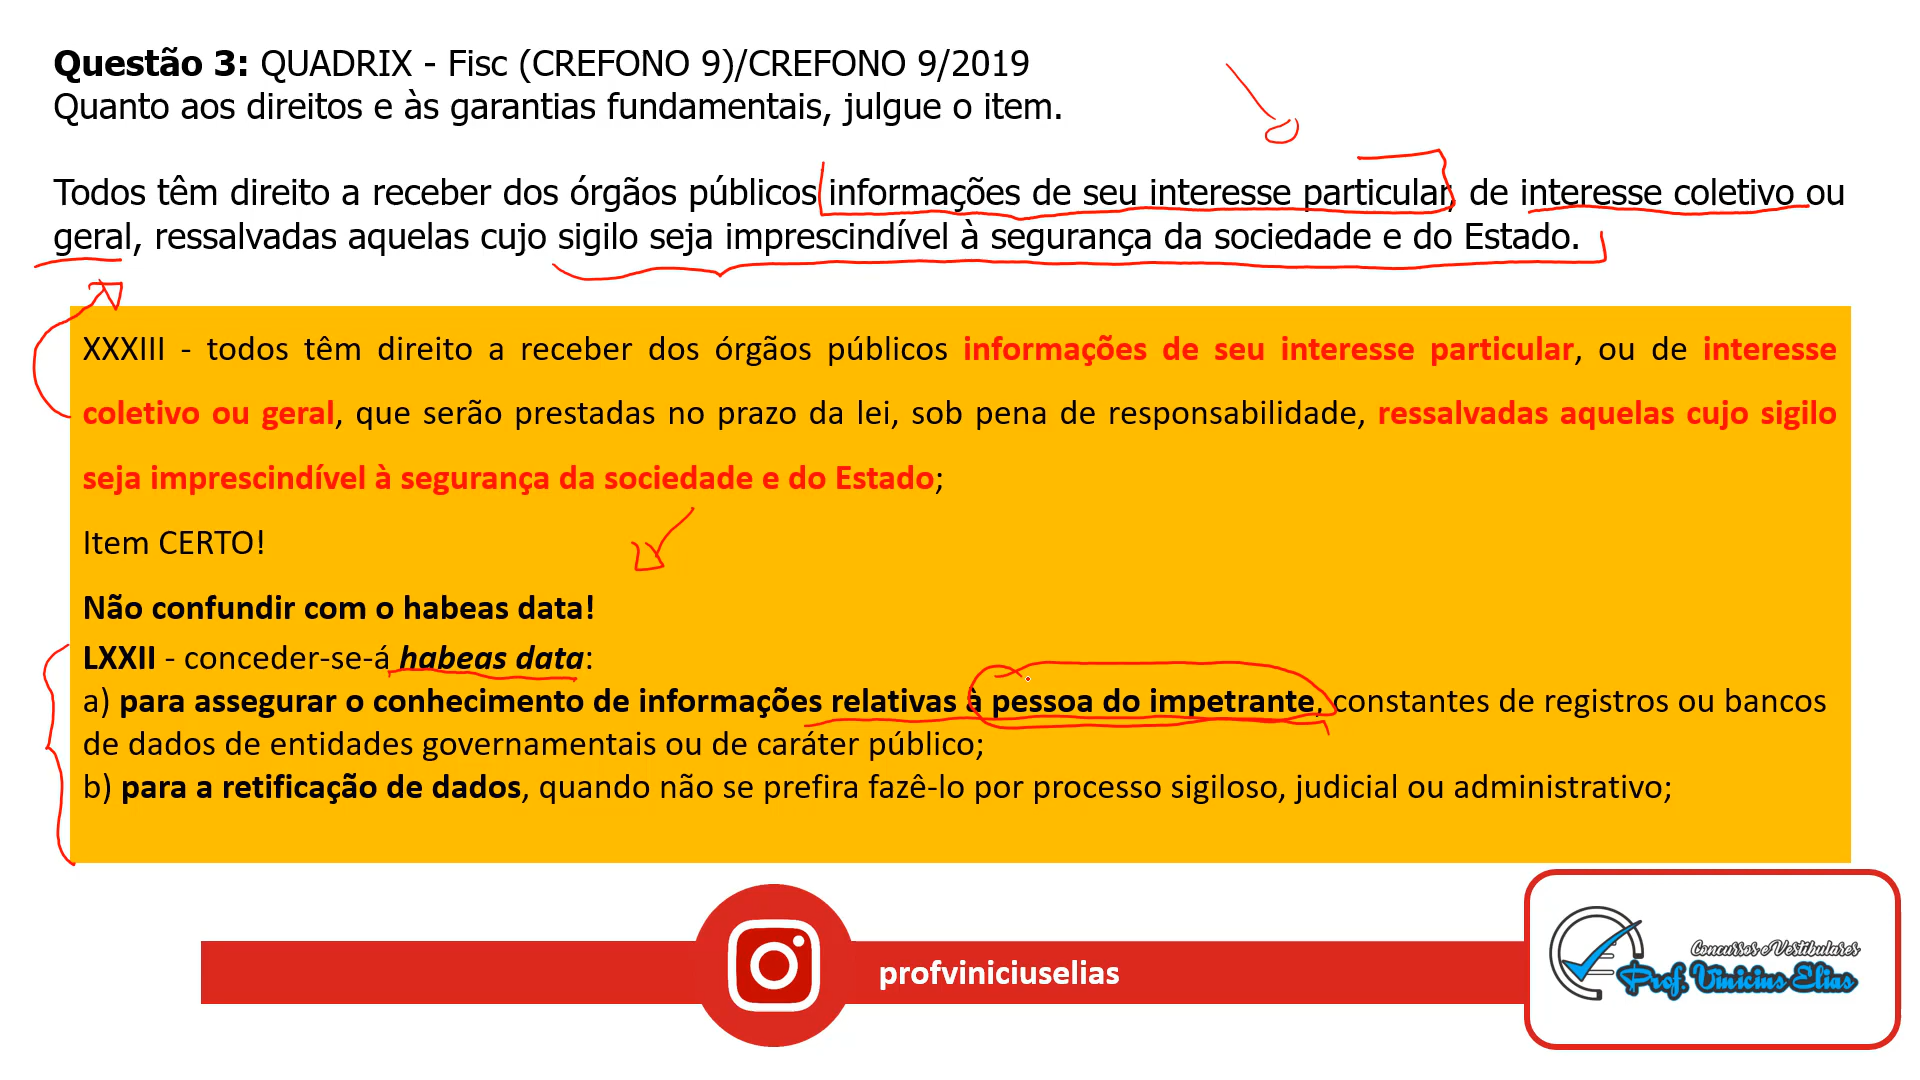 Questão 3: QUADRIX - Fisc (CREFONO 9)/CREFONO 9/2019
Quanto aos direitos e às garantias fundamentais, julgue o item.
Todos têm direito a receber dos órgãos públicos informações de seu interesse particular, de interesse coletivo ou
geral, ressalvadas aquelas cujo sigilo seja imprescindível à segurança da sociedade e do Estado.
XXXIII - todos têm direito a receber dos órgãos públicos informações de seu interesse particular, ou de interesse
coletivo ou geral, que serão prestadas no prazo da lei, sob pena de responsabilidade, ressalvadas aquelas cujo sigilo
seja imprescindível à segurança da sociedade e do Estado;
Item CERTO!
Não confundir com o habeas data!
LXXII - conceder-se-á habeas data:
a) para assegurar o conhecimento de informações relativas à pessoa do impetrante, constantes de registros ou bancos
de dados de entidades governamentais ou de caráter público;
b) para a retificação de dados, quando não se prefira fazê-lo por processo sigiloso, judicial ou administrativo;
profviniciuselias
Concursos e Vestibulares
Prof. Vinicius Elias